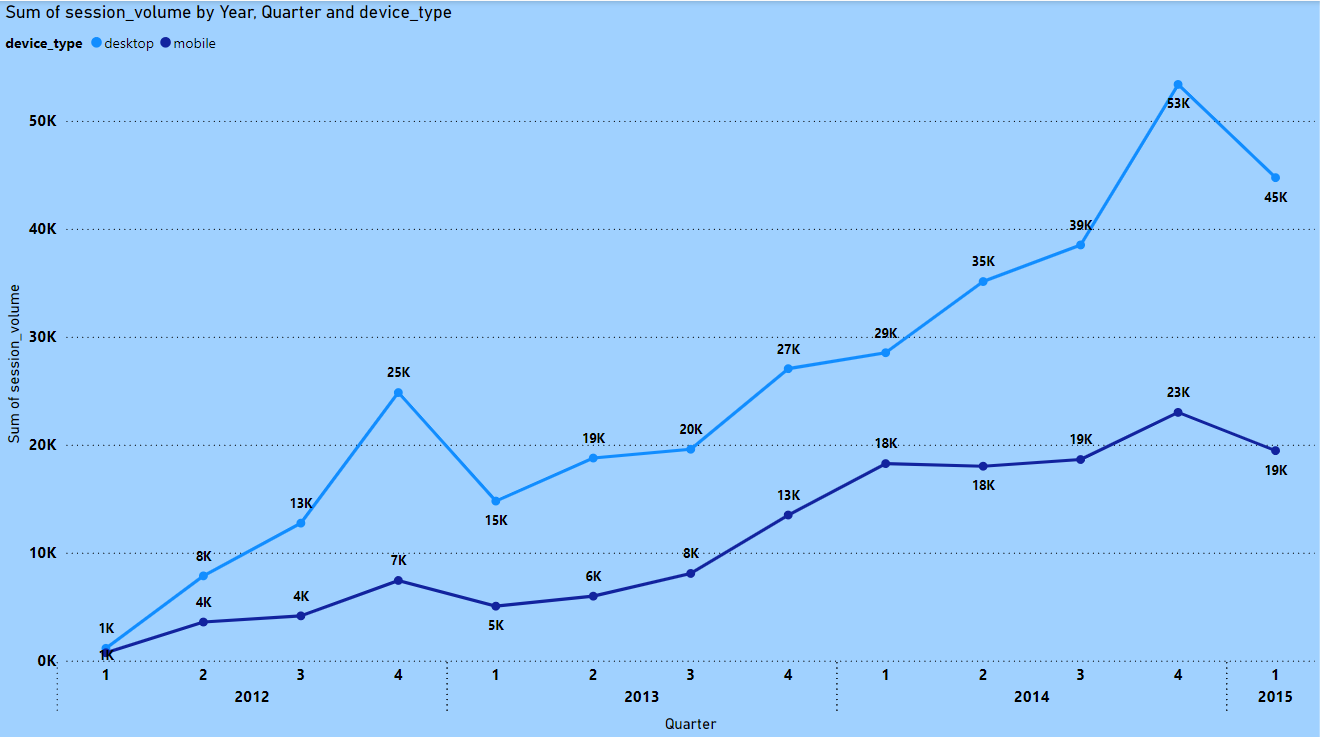 Sum of session_volume by Year, Quarter and device_type
device_type desktop mobile
53K
50K
45K
40K
39K
35K
30K
29K
27K
25K
23K
20K
20K
19K
19K
19K
18K
18K
15K
13K
13K
10K
8K
8K
7K
6K
5K
4K
4K
1K
1K
0K
Sum of session_volume
1 2 3 4 1 2 3 4 1 2 3 4 1
2012 2013 2014 2015
Quarter